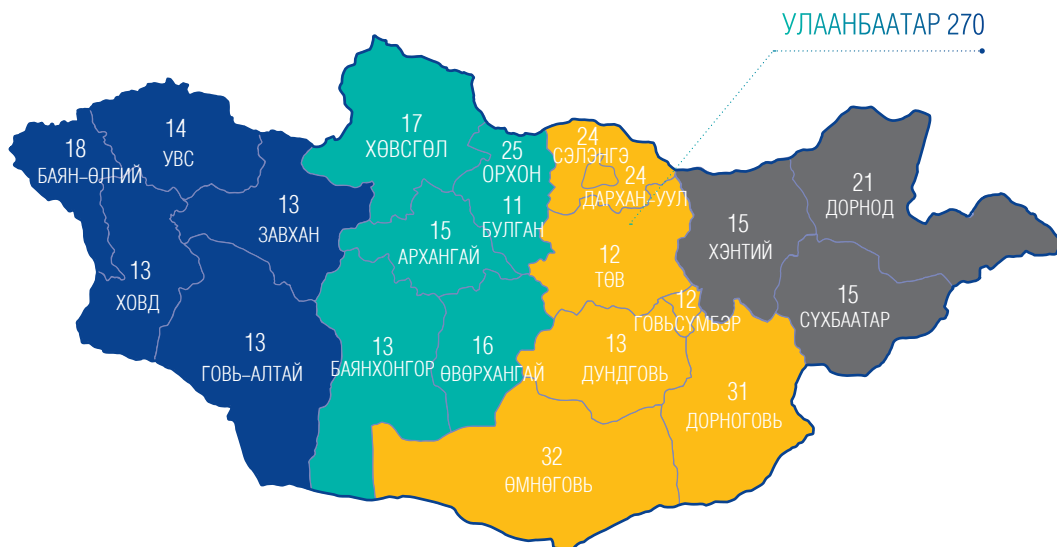 УЛААНБААТАР 270
17
ХӨВСГӨЛ
14
УВС
18
БАЯН-ӨЛГИЙ
25
ОРХОН
24
СЭЛЭНГЭ
24
ДАРХАН-УУЛ
21
ДОРНОД
13
ЗАВХАН
11
БУЛГАН
15
АРХАНГАЙ
15
ХЭНТИЙ
12
ТӨВ
13
ХОВД
12
ГОВЬСҮМБЭР
15
СҮХБААТАР
13
ГОВЬ-АЛТАЙ
13
БАЯНХОНГОР
16
ӨВӨРХАНГАЙ
13
ДУНДГОВЬ
31
ДОРНОГОВЬ
32
ӨМНӨГОВЬ